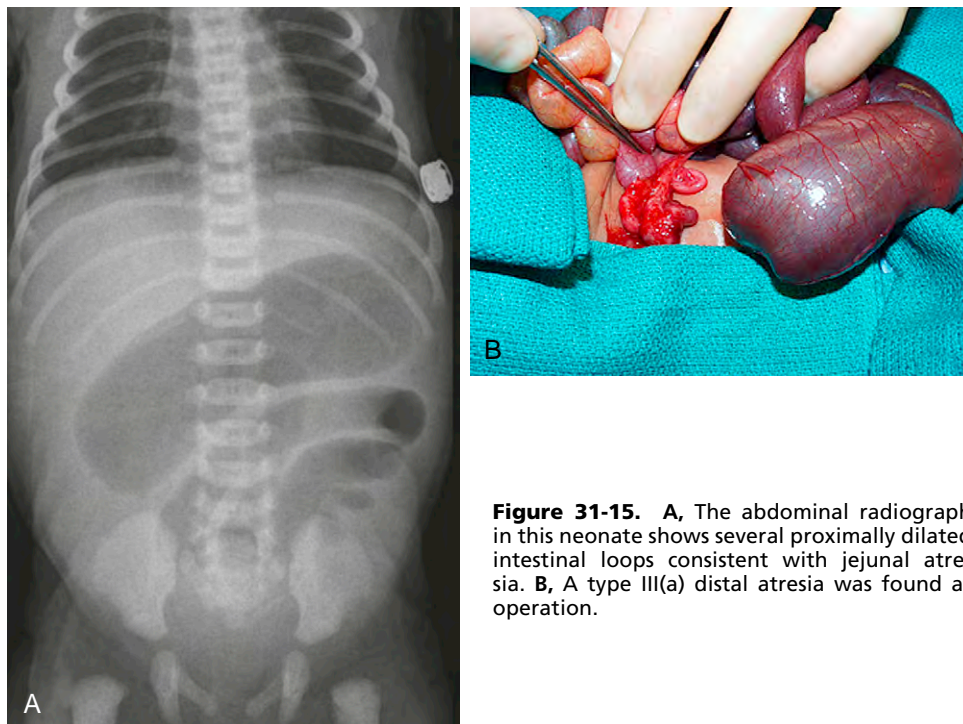 A
B
Figure 31-15. A, The abdominal radiograph
in this neonate shows several proximally dilated
intestinal loops consistent with jejunal atre-
sia. B, A type III(a) distal atresia was found a
operation.